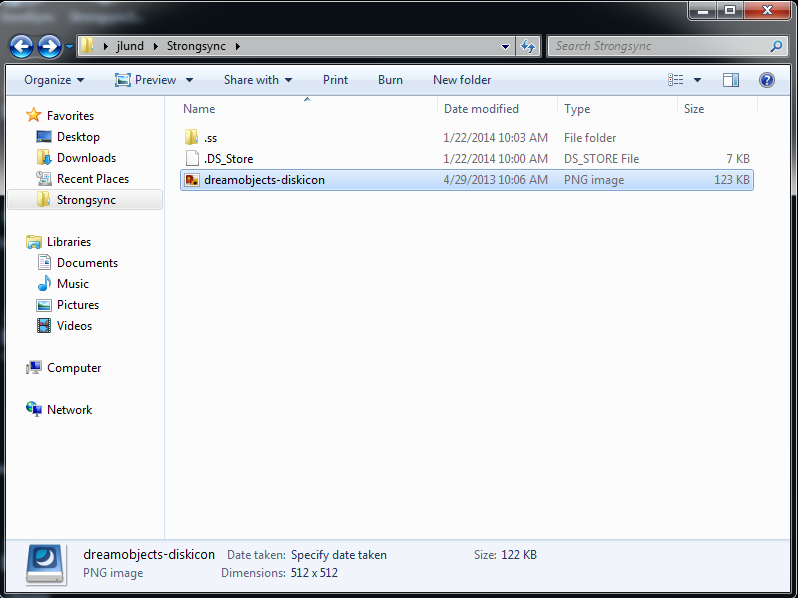 jlund Strongsync Search Strongsync
Organize Preview Share with Print Burn New folder
Name Date modified Type Size
Favorites
Desktop
Downloads
Recent Places
Strongsync
Libraries
Documents
Music
Pictures
Videos
Computer
Network
.ss 1/22/2014 10:03 AM File folder
.DS_Store 1/22/2014 10:00 AM DS_STORE File 7 KB
dreamobjects-diskicon 4/29/2013 10:06 AM PNG image 123 KB
dreamobjects-diskicon Date taken: Specify date taken Size: 122 KB
PNG image Dimensions: 512 x 512